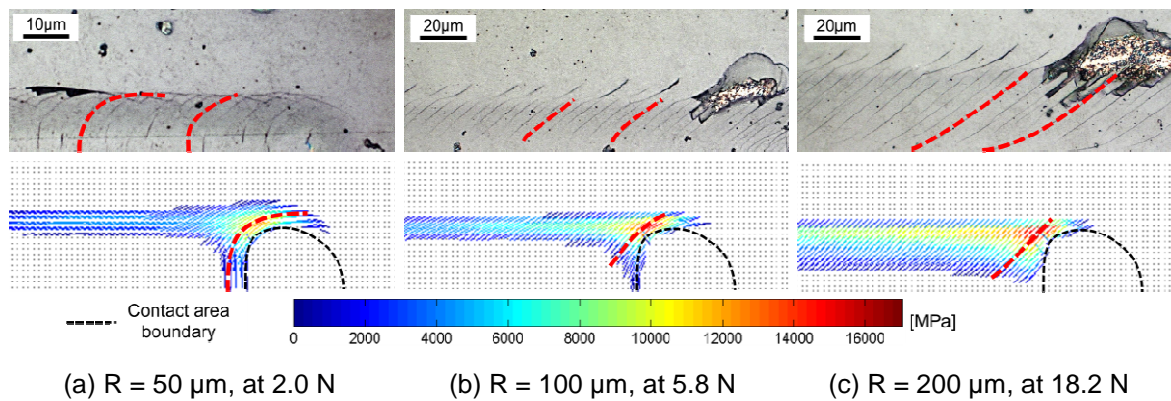 10µm
20µm
20µm
Contact area
boundary
0
2000
4000
6000
8000
10000
12000
14000
16000
[MPa]
(a) R = 50 µm, at 2.0 N
(b) R = 100 µm, at 5.8 N
(c) R = 200 µm, at 18.2 N